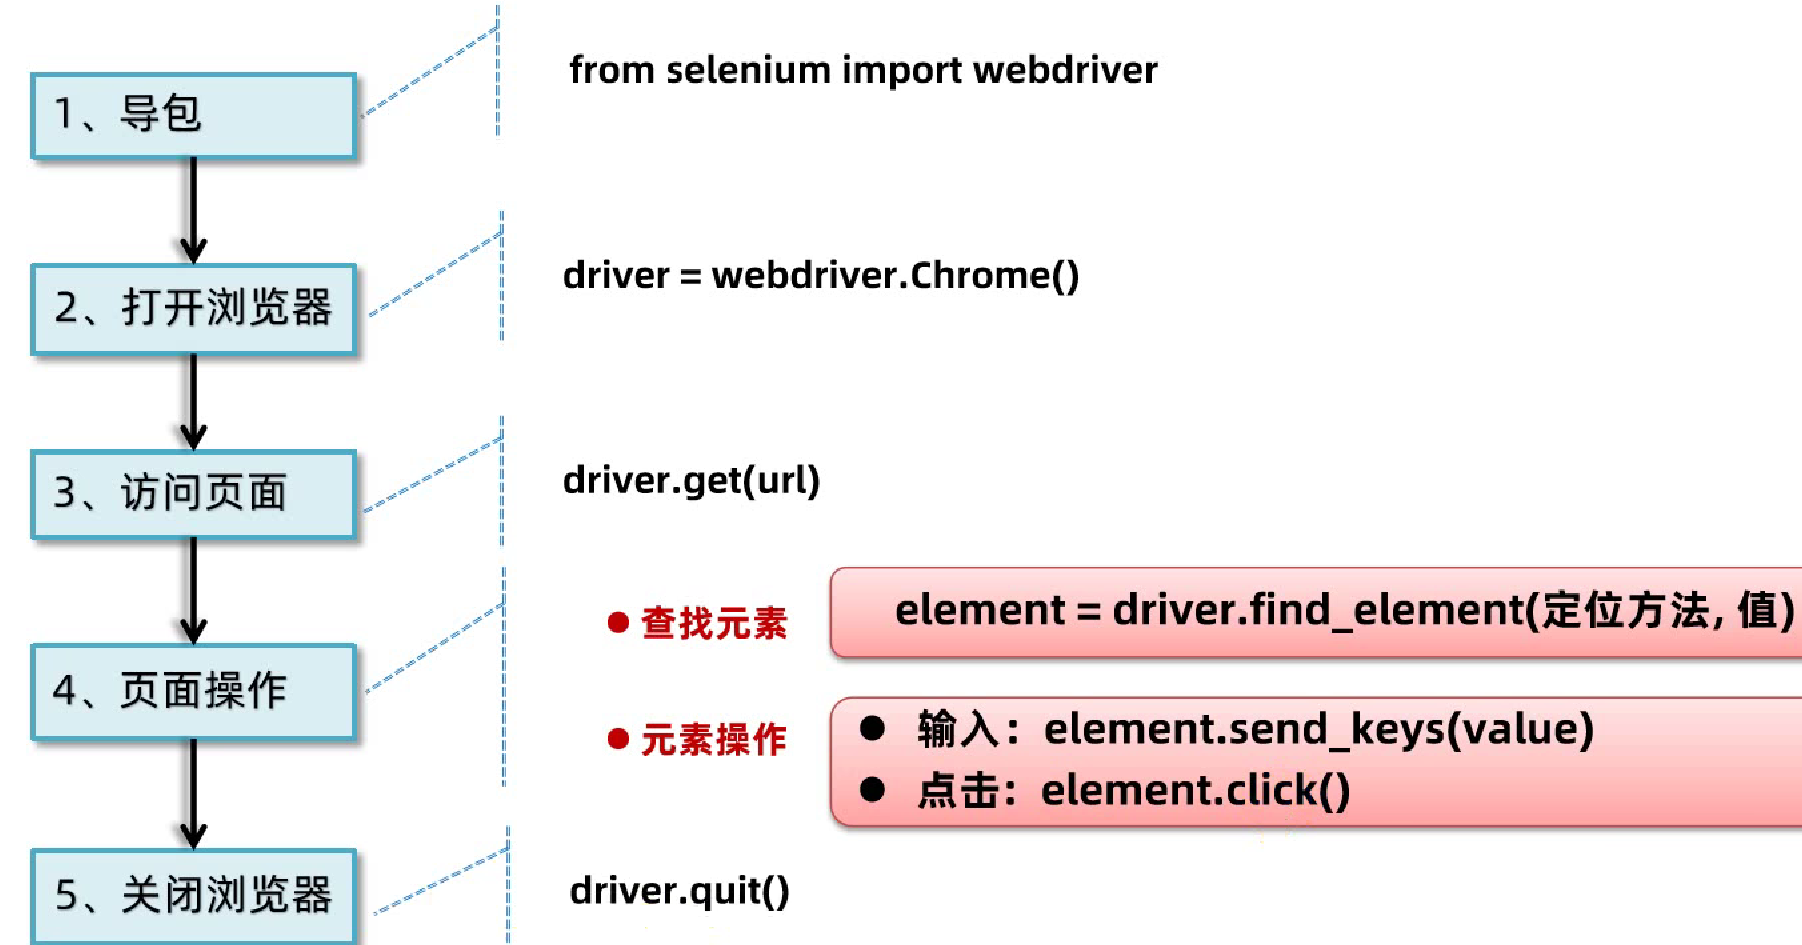 from selenium import webdriver
1、导包
driver = webdriver.Chrome()
2、打开浏览器
driver.get(url)
3、访问页面
● 查找元素
element = driver.find_element(定位方法, 值)
4、页面操作
● 元素操作
● 输入：element.send_keys(value)
● 点击：element.click()
5、关闭浏览器
driver.quit()